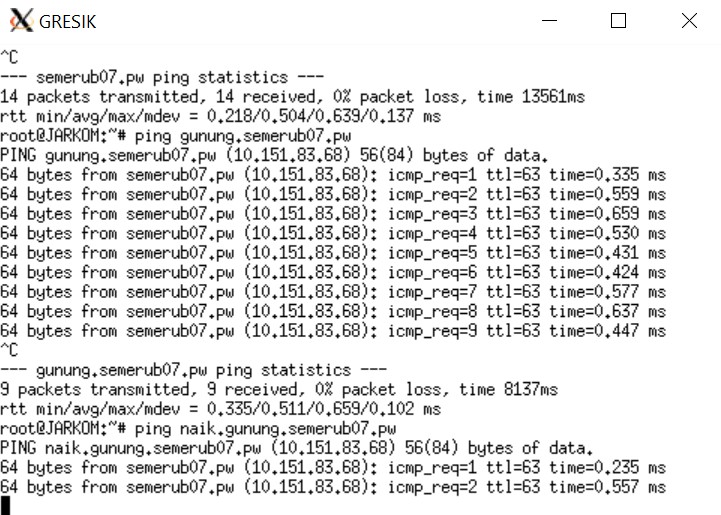 GRESIK
^C
--- semerub07.pw ping statistics ---
14 packets transmitted, 14 received, 0% packet loss, time 13561ms
rtt min/avg/max/mdev = 0.218/0.504/0.639/0.137 ms
root@JARKOM:~# ping gunung.semerub07.pw
PING gunung.semerub07.pw (10.151.83.68) 56(84) bytes of data.
64 bytes from semerub07.pw (10.151.83.68): icmp_req=1 ttl=63 time=0.335 ms
64 bytes from semerub07.pw (10.151.83.68): icmp_req=2 ttl=63 time=0.559 ms
64 bytes from semerub07.pw (10.151.83.68): icmp_req=3 ttl=63 time=0.659 ms
64 bytes from semerub07.pw (10.151.83.68): icmp_req=4 ttl=63 time=0.530 ms
64 bytes from semerub07.pw (10.151.83.68): icmp_req=5 ttl=63 time=0.431 ms
64 bytes from semerub07.pw (10.151.83.68): icmp_req=6 ttl=63 time=0.424 ms
64 bytes from semerub07.pw (10.151.83.68): icmp_req=7 ttl=63 time=0.577 ms
64 bytes from semerub07.pw (10.151.83.68): icmp_req=8 ttl=63 time=0.637 ms
64 bytes from semerub07.pw (10.151.83.68): icmp_req=9 ttl=63 time=0.447 ms
^C
--- gunung.semerub07.pw ping statistics ---
9 packets transmitted, 9 received, 0% packet loss, time 8137ms
rtt min/avg/max/mdev = 0.335/0.511/0.659/0.102 ms
root@JARKOM:~# ping naik.gunung.semerub07.pw
PING naik.gunung.semerub07.pw (10.151.83.68) 56(84) bytes of data.
64 bytes from semerub07.pw (10.151.83.68): icmp_req=1 ttl=63 time=0.235 ms
64 bytes from semerub07.pw (10.151.83.68): icmp_req=2 ttl=63 time=0.557 ms